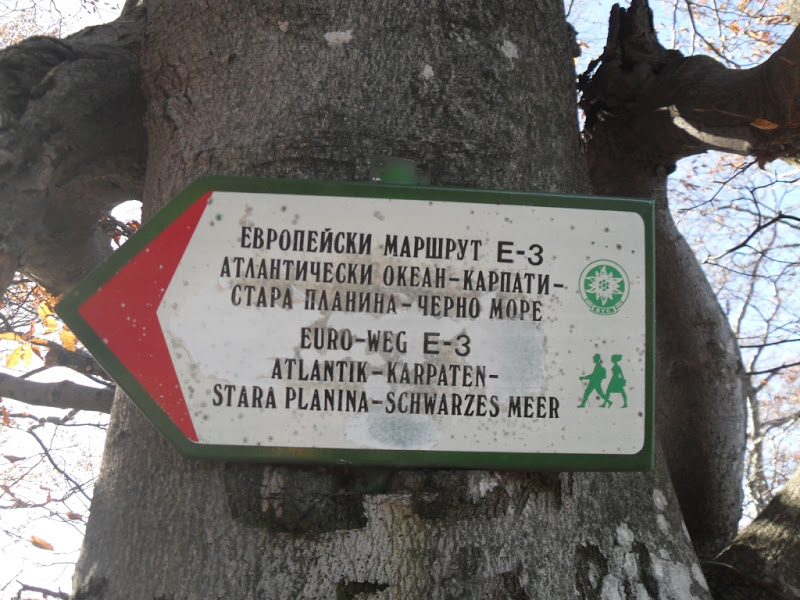 ЕВРОПЕЙСКИ МАРШРУТ Е-3
АТЛАНТИЧЕСКИ ОКЕАН-КАРПАТИ-
СТАРА ПЛАНИНА-ЧЕРНО МОРЕ
EURO-WEG E-3
ATLANTIK-KARPATEN-
STARA PLANINA-SCHWARZES MEER